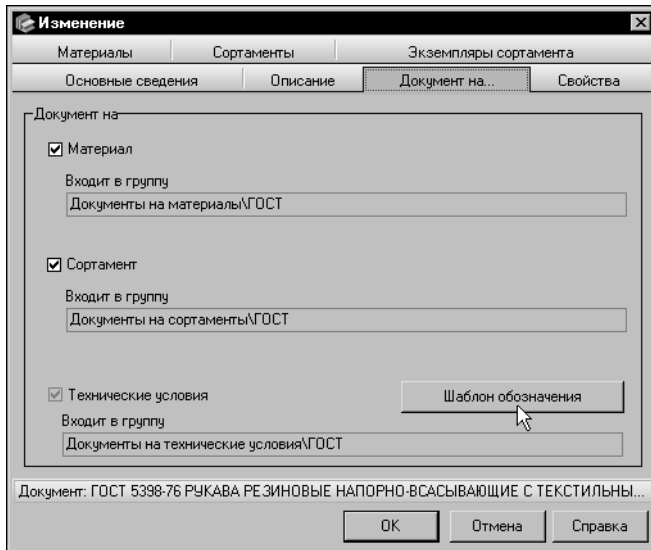 Изменение
Материалы Сортаменты Экземпляры сортамента
Основные сведения Описание Документ на... Свойства
Документ на
Материал
Входит в группу
Документы на материалы\ГОСТ
Сортамент
Входит в группу
Документы на сортаменты\ГОСТ
Технические условия Шаблон обозначения
Входит в группу
Документы на технические условия\ГОСТ
Документ: ГОСТ 5398-76 РУКАВА РЕЗИНОВЫЕ НАПОРНО-ВСАСЫВАЮЩИЕ С ТЕКСТИЛЬНЫ...
OK Отмена Справка